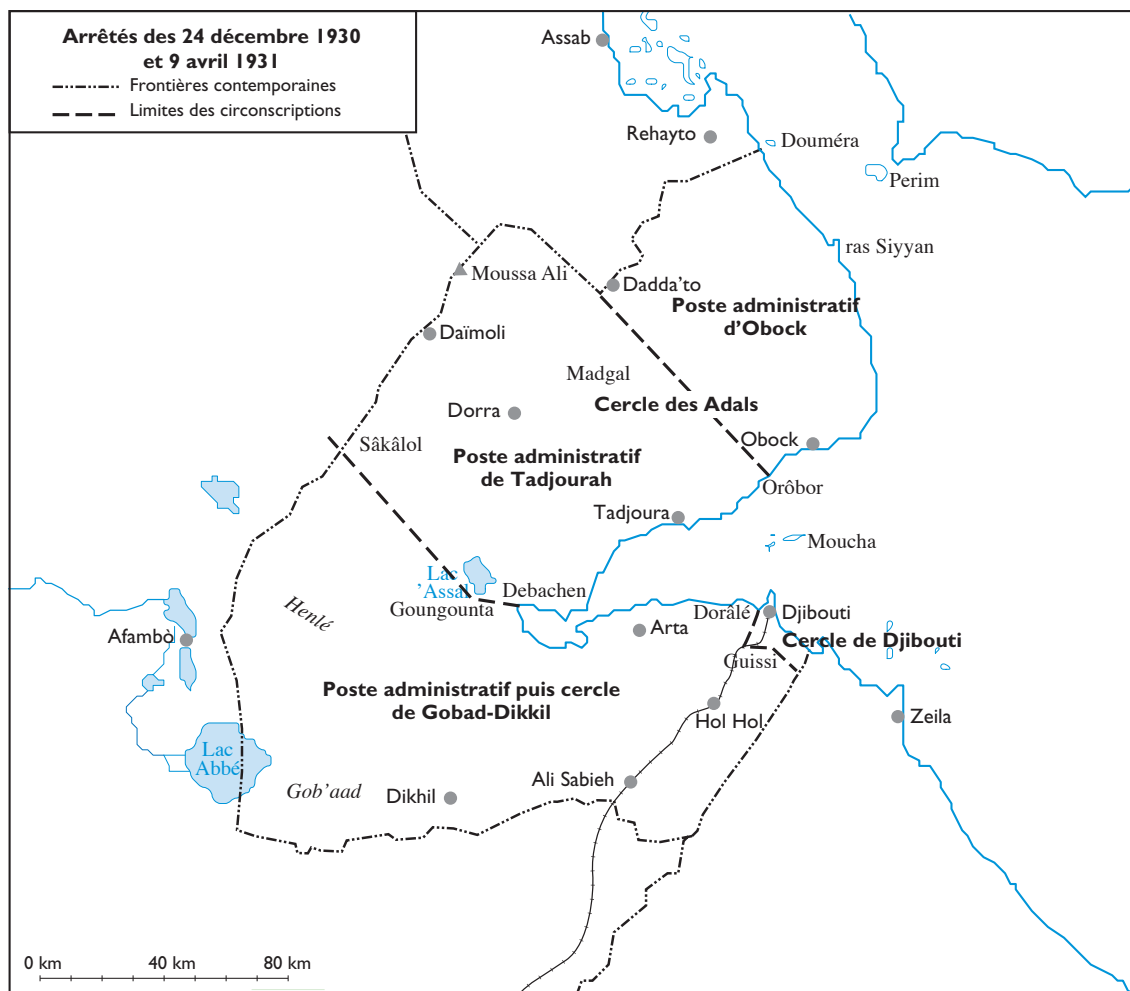 Arrêtés des 24 décembre 1930
et 9 avril 1931
Frontières contemporaines
Limites des circonscriptions
Assab
Rehayto
Douméra
Perim
ras Siyyan
Moussa Ali
Dadda’to
Poste administratif
d’Obock
Daïmoli
Madgal
Dorra
Cercle des Adals
Sâkâlol
Poste administratif
de Tadjourah
Obock
Orôbor
Tadjoura
Moucha
Lac
’Assal
Debachen
Goungounta
Henlé
Dorâlé
Djibouti
Afambò
Arta
Cercle de Djibouti
Guissi
Poste administratif puis cercle
de Gobad-Dikkil
Hol Hol
Zeila
Lac
Abbé
Ali Sabieh
Gob’aad
Dikhil
0 km
40 km
80 km